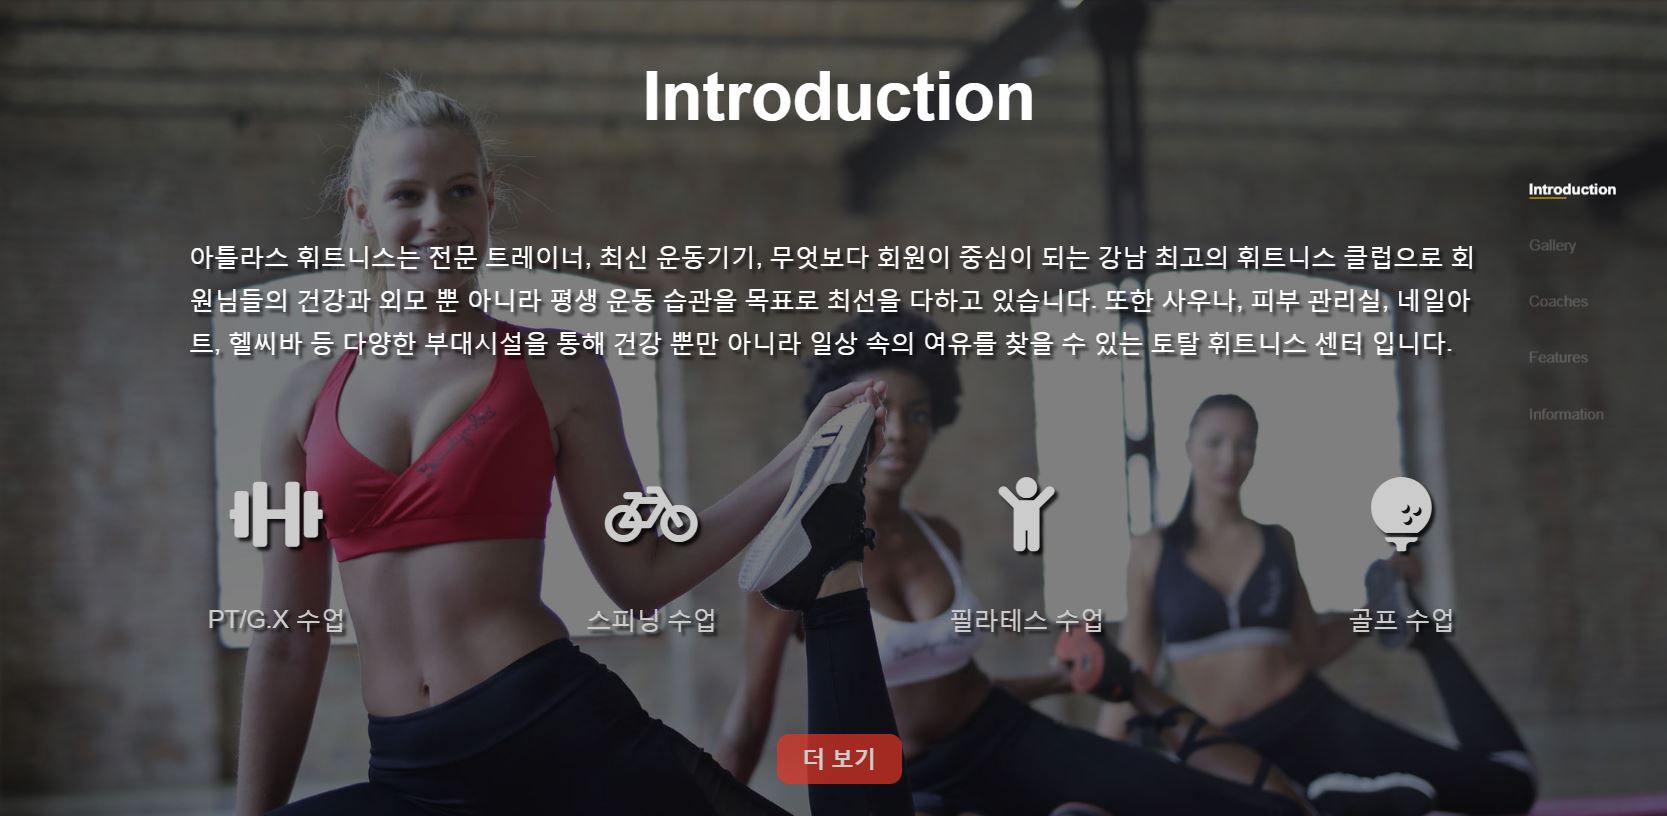 Introduction
아틀라스 휘트니스는 전문 트레이너, 최신 운동기기, 무엇보다 회원이 중심이 되는 강남 최고의 휘트니스 클럽으로 회
원님들의 건강과 외모 뿐 아니라 평생 운동 습관을 목표로 최선을 다하고 있습니다. 또한 사우나, 피부 관리실, 네일아
트, 헬씨바 등 다양한 부대시설을 통해 건강 뿐만 아니라 일상 속의 여유를 찾을 수 있는 토탈 휘트니스 센터 입니다.
PT/G.X 수업
스피닝 수업
필라테스 수업
골프 수업
더 보기
Introduction
Gallery
Coaches
Features
Information